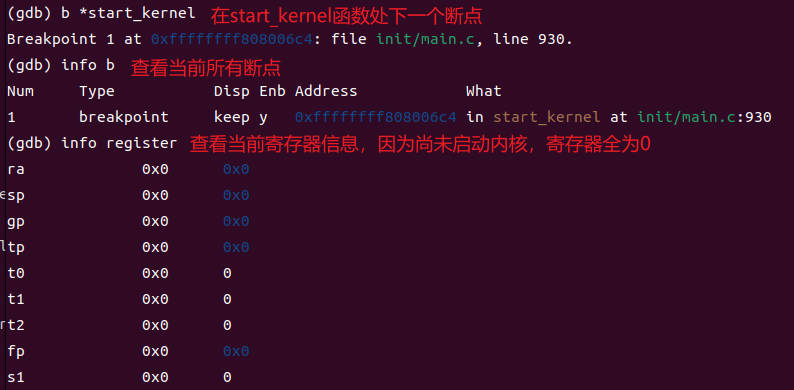 (gdb) b *start_kernel 在start_kernel函数处下一个断点
Breakpoint 1 at 0xffffffff808006c4: file init/main.c, line 930.
(gdb) info b 查看当前所有断点
Num Type Disp Enb Address What
1 breakpoint keep y 0xffffffff808006c4 in start_kernel at init/main.c:930
(gdb) info register 查看当前寄存器信息，因为尚未启动内核，寄存器全为0
ra 0x0 0x0
sp 0x0 0x0
gp 0x0 0x0
tp 0x0 0x0
t0 0x0 0
t1 0x0 0
t2 0x0 0
fp 0x0 0x0
s1 0x0 0